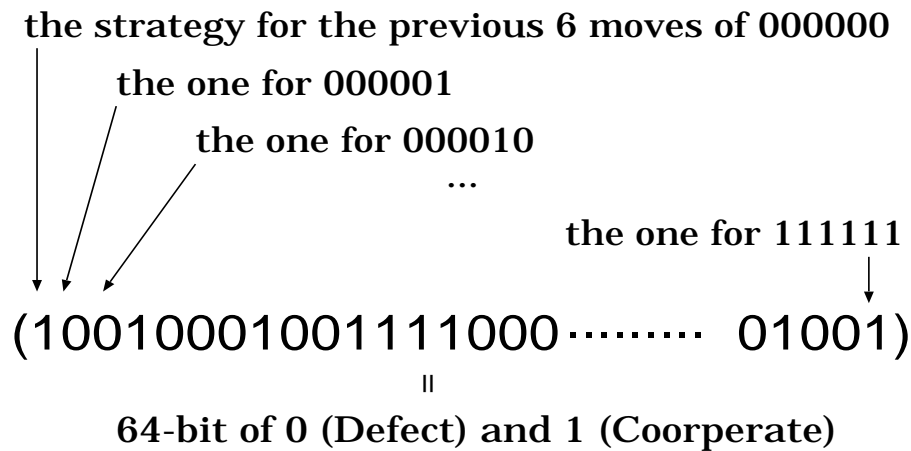 the strategy for the previous 6 moves of 000000
the one for 000001
the one for 000010
...
the one for 111111
(10010001001111000......... 01001)
=
64-bit of 0 (Defect) and 1 (Coorperate)